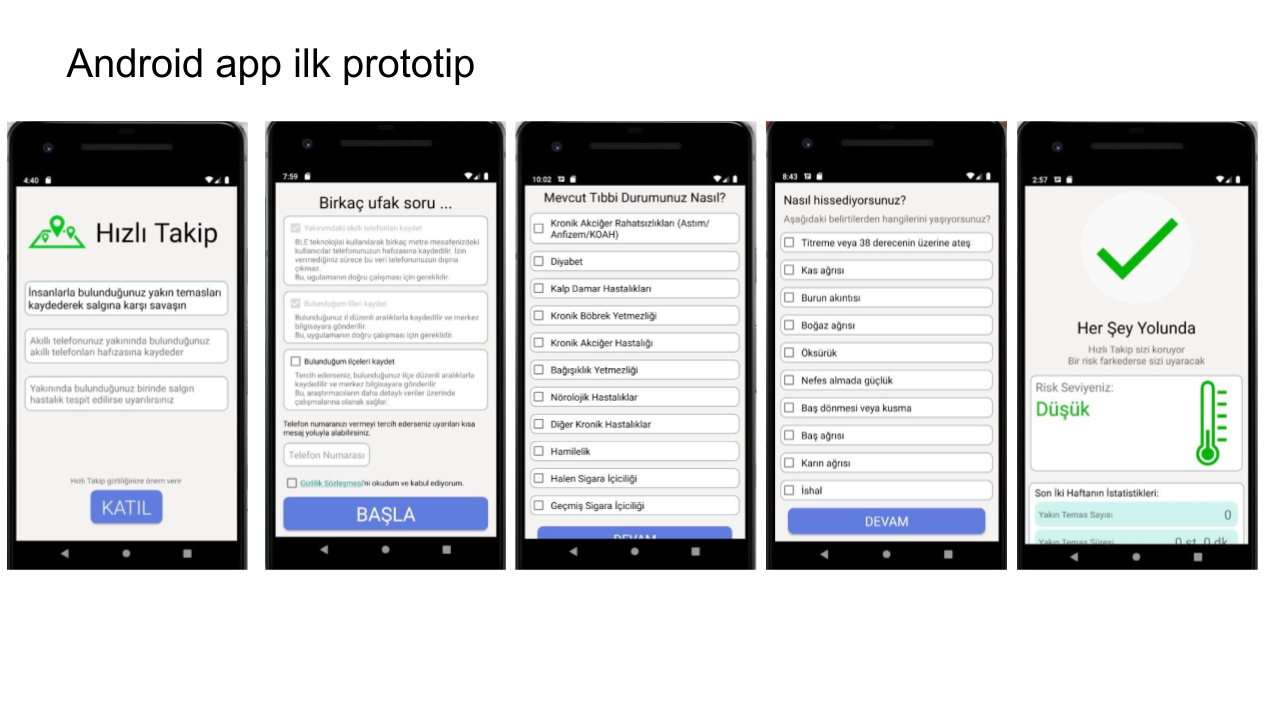 Android app ilk prototip
4:40
Hızlı Takip
İnsanlarla bulunduğunuz yakın temasları
kaydederek salgına karşı savaşın
Akıllı telefonunuz yakınında bulunduğunuz
akıllı telefonları hafızasına kaydeder
Yakınında bulunduğunuz birinde salgın
hastalık tespit edilirse uyarılırsınız
Hızlı Takip gizliliğinize önem verir
KATIL
7:59
Birkaç ufak soru ...
Yakınımdaki akıllı telefonları kaydet
BLE teknolojisi kullanılarak birkaç metre mesafenizdeki
kullanıcılar telefonunuzun hafızasına kaydedilir. İzin
vermediğiniz sürece bu veri telefonunuzun dışına
çıkmaz.
Bu, ugulamanın doğru çalışması için gereklidir.
Bulunduğum illeri kaydet
Bulunduğunuz il düzenli aralıklarla kaydedilir ve merkez
bilgisayara gönderilir.
Bu, uygulamanın doğru çalışması için gereklidir.
Bulunduğum ilçeleri kaydet
Tercih ederseniz, bulunduğunuz ilçe düzenli aralıklarla
kaydedilir ve merkez bilgisayara gönderilir.
Bu, araştırmacıların daha detaylı veriler üzerinde
çalışmalarına olanak sağlar.
Telefon numaranızı vermeyi tercih ederseniz uyarıları kısa
mesaj yoluyla alabilirsiniz.
Telefon Numarası
Gizlilik Sözleşmesi'ni okudum ve kabul ediyorum.
BAŞLA
10:02
Mevcut Tıbbi Durumunuz Nasıl?
Kronik Akciğer Rahatsızlıkları (Astım/
Anfizem/KOAH)
Diyabet
Kalp Damar Hastalıkları
Kronik Böbrek Yetmezliği
Kronik Akciğer Hastalığı
Bağışıklık Yetmezliği
Nörolojik Hastalıklar
Diğer Kronik Hastalıklar
Hamilelik
Halen Sigara İçiciliği
Geçmiş Sigara İçiciliği
DEVAM
8:43
Nasıl hissediyorsunuz?
Aşağıdaki belirtilerden hangilerini yaşıyorsunuz?
Titreme veya 38 derecenin üzerine ateş
Kas ağrısı
Burun akıntısı
Boğaz ağrısı
Öksürük
Nefes almada güçlük
Baş dönmesi veya kusma
Baş ağrısı
Karın ağrısı
İshal
DEVAM
2:57
Her Şey Yolunda
Hızlı Takip sizi koruyor
Bir risk farkederse sizi uyaracak
Risk Seviyeniz:
Düşük
Son İki Haftanın İstatistikleri:
Yakın Temas Sayısı 0
Yakın Temas Süresi 0 st, 0 dk